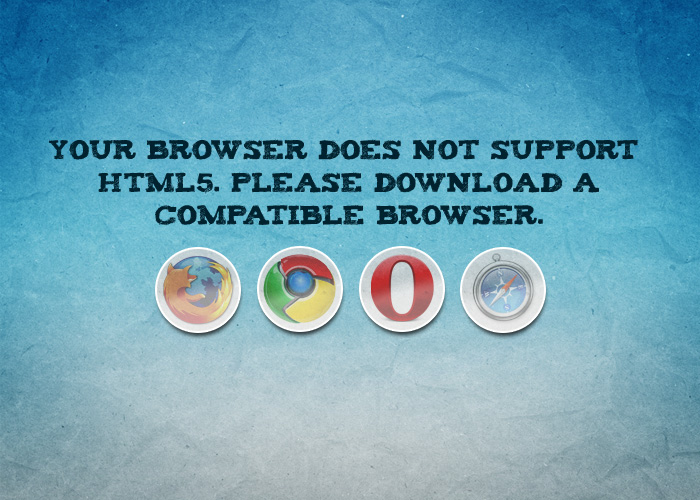 YOUR BROWSER DOES NOT SUPPORT
HTML5. PLEASE DOWNLOAD A
COMPATIBLE BROWSER.